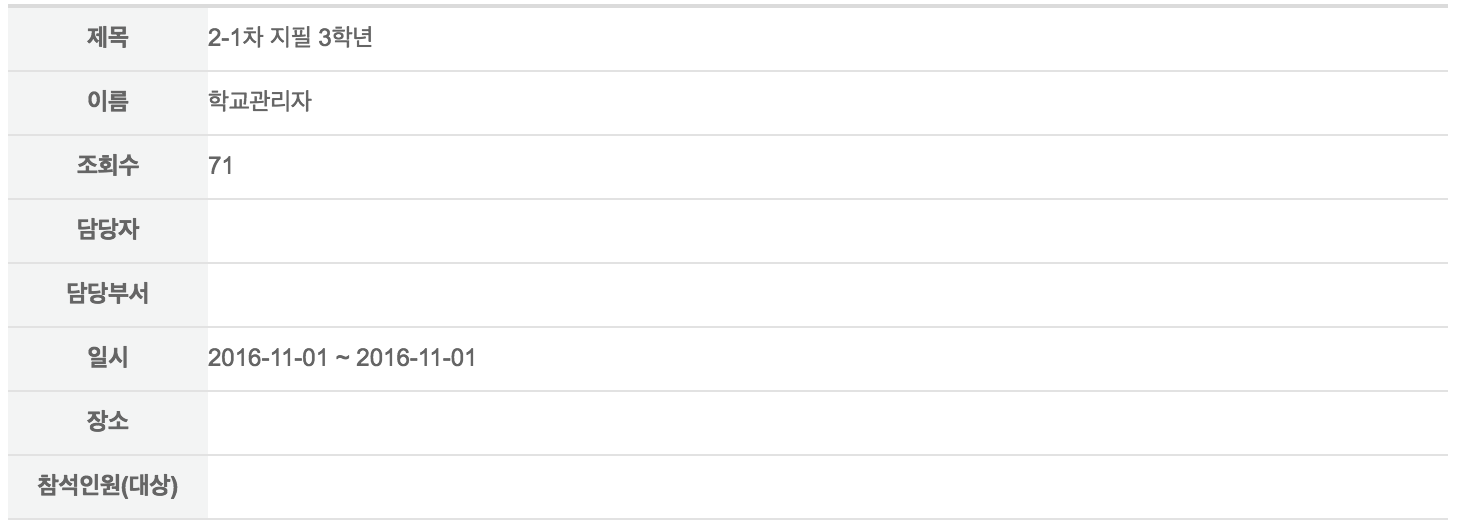 제목 2-1차 지필 3학년
이름 학교관리자
조회수 71
담당자
담당부서
일시 2016-11-01 ~ 2016-11-01
장소
참석인원(대상)